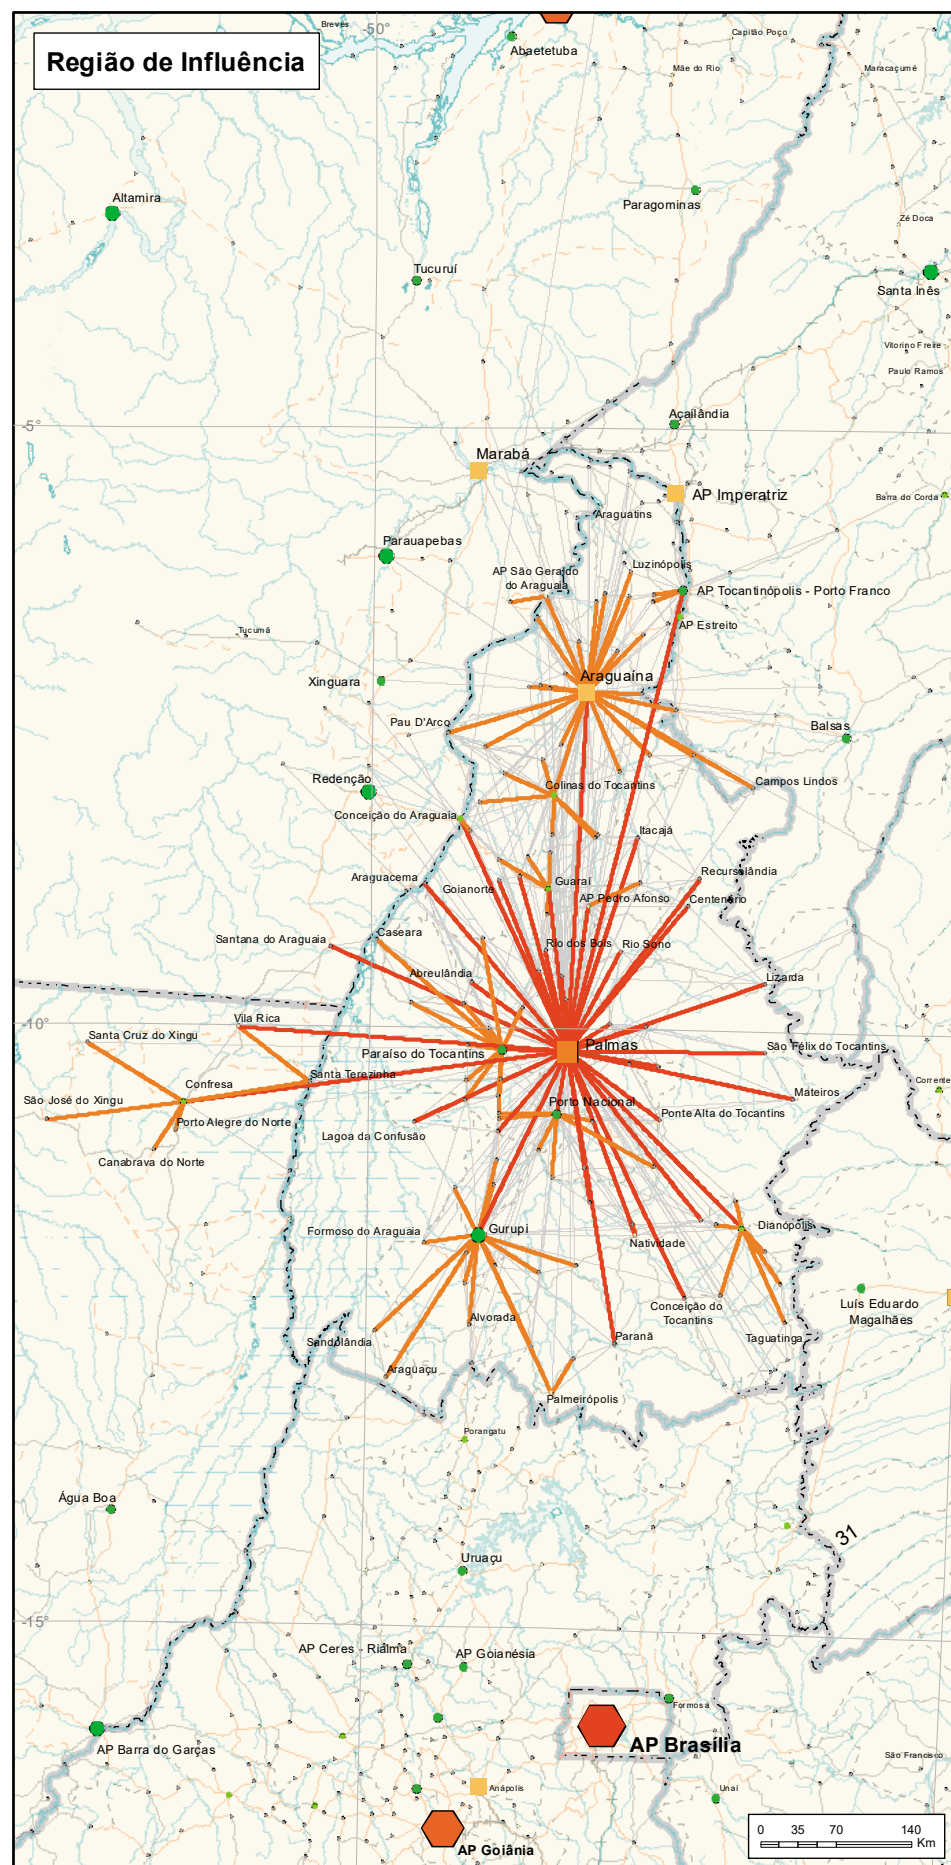 Região de Influência
Breves
-50°
Abaetetuba
Capitão Poço
Mãe do Rio
Maracaçumé
Altamira
Paragominas
Zé Doca
Tucuruí
Santa Inês
Vitorino Freire
Paulo Ramos
Açailândia
-5°
Marabá
AP Imperatriz
Barra do Corda
Araguatins
Parauapebas
AP São Geraldo
do Araguaia
Luzinópolis
AP Tocantinópolis - Porto Franco
AP Estreito
Tucumã
Xinguara
Araguaína
Pau D'Arco
Balsas
Redenção
Colinas do Tocantins
Campos Lindos
Conceição do Araguaia
Itacajá
Araguacema
Goianorte
Guaraí
Recursolândia
AP Pedro Afonso
Centenário
Santana do Araguaia
Caseara
Rio dos Bois
Rio Sono
Abreulândia
Lizarda
-10°
Vila Rica
Santa Cruz do Xingu
Paraíso do Tocantins
Palmas
São Félix do Tocantins
Confresa
Santa Terezinha
Corrente
São José do Xingu
Porto Alegre do Norte
Porto Nacional
Mateiros
Ponte Alta do Tocantins
Lagoa da Confusão
Canabrava do Norte
Formoso do Araguaia
Gurupi
Dianópolis
Natividade
Luís Eduardo
Magalhães
Conceição do
Tocantins
Alvorada
Sandolândia
Paranã
Taguatinga
Araguaçu
Palmeirópolis
Porangatu
Água Boa
31
Uruaçu
-15°
AP Ceres - Rialma
AP Goianésia
Formosa
AP Barra do Garças
AP Brasília
São Francisco
Anápolis
Unaí
AP Goiânia
0 35 70 140
Km